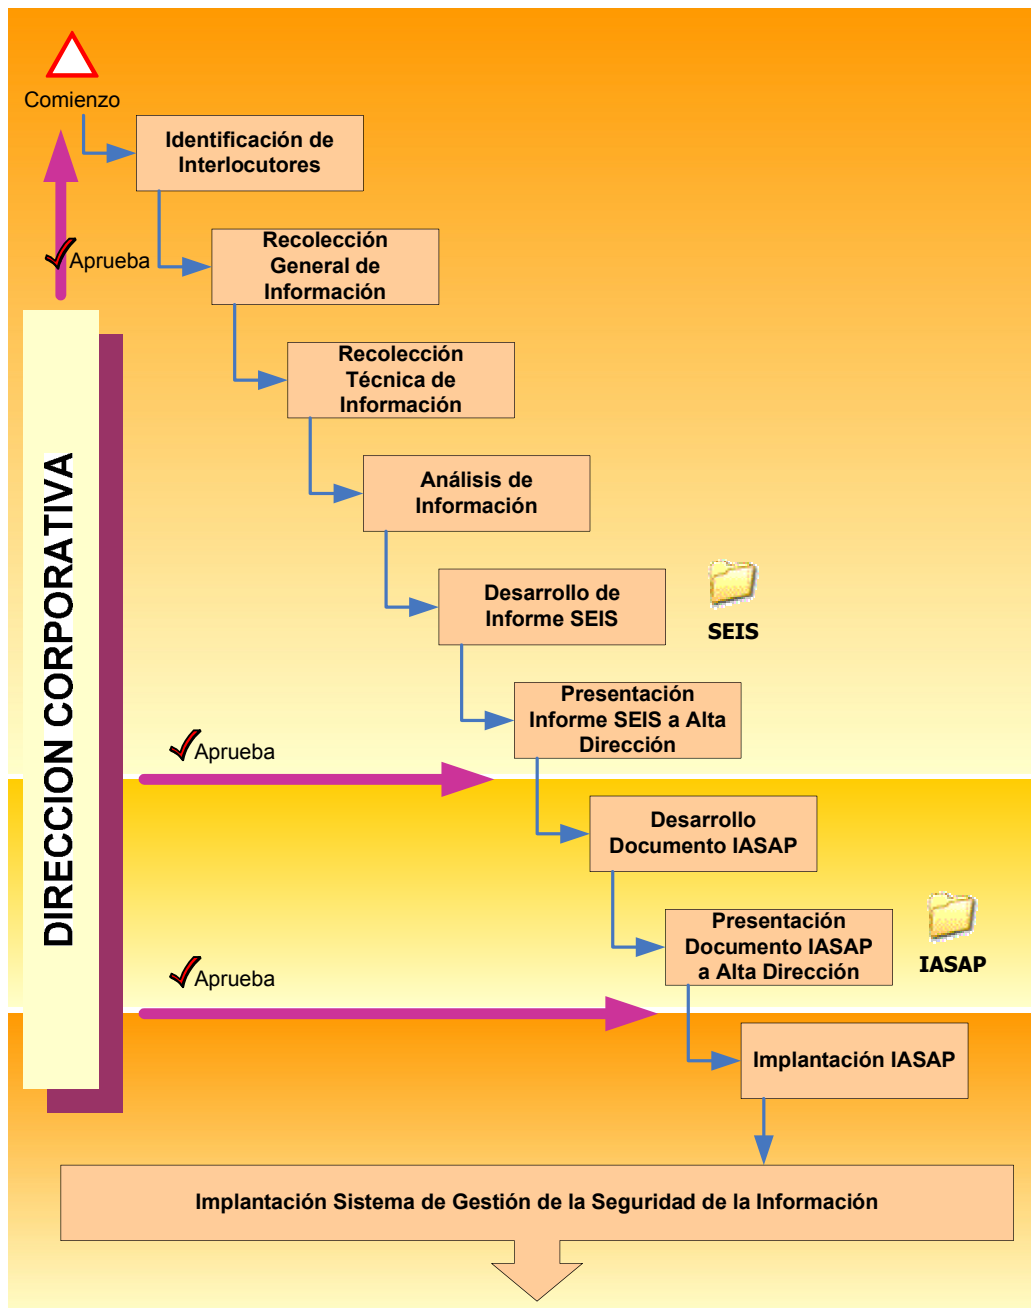 Comienzo
Identificación de
Interlocutores
Aprueba
Recolección
General de
Información
Recolección
Técnica de
Información
DIRECCION CORPORATIVA
Análisis de
Información
Desarrollo de
Informe SEIS
SEIS
Presentación
Informe SEIS a Alta
Dirección
Aprueba
Desarrollo
Documento IASAP
Presentación
Documento IASAP
a Alta Dirección
IASAP
Aprueba
Implantación IASAP
Implantación Sistema de Gestión de la Seguridad de la Información